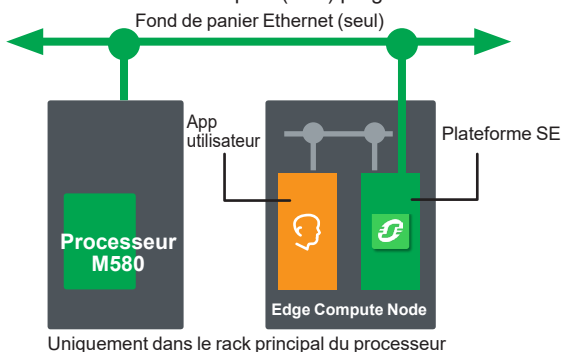 Fond de panier Ethernet (seul)
App
utilisateur
Plateforme SE
Processeur
M580
Edge Compute Node
Uniquement dans le rack principal du processeur